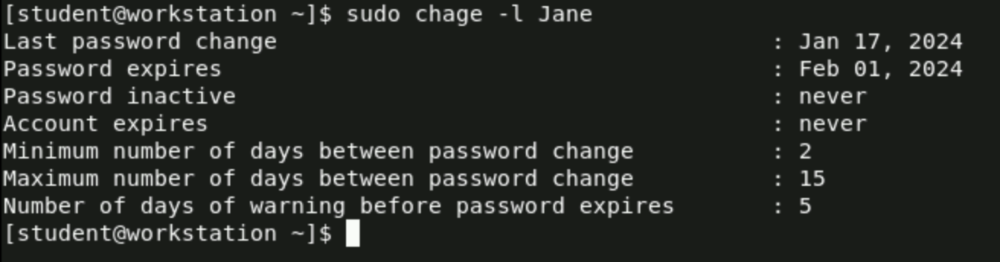 [student@workstation ~]$ sudo chage -l Jane
Last password change : Jan 17, 2024
Password expires : Feb 01, 2024
Password inactive : never
Account expires : never
Minimum number of days between password change : 2
Maximum number of days between password change : 15
Number of days of warning before password expires : 5
[student@workstation ~]$